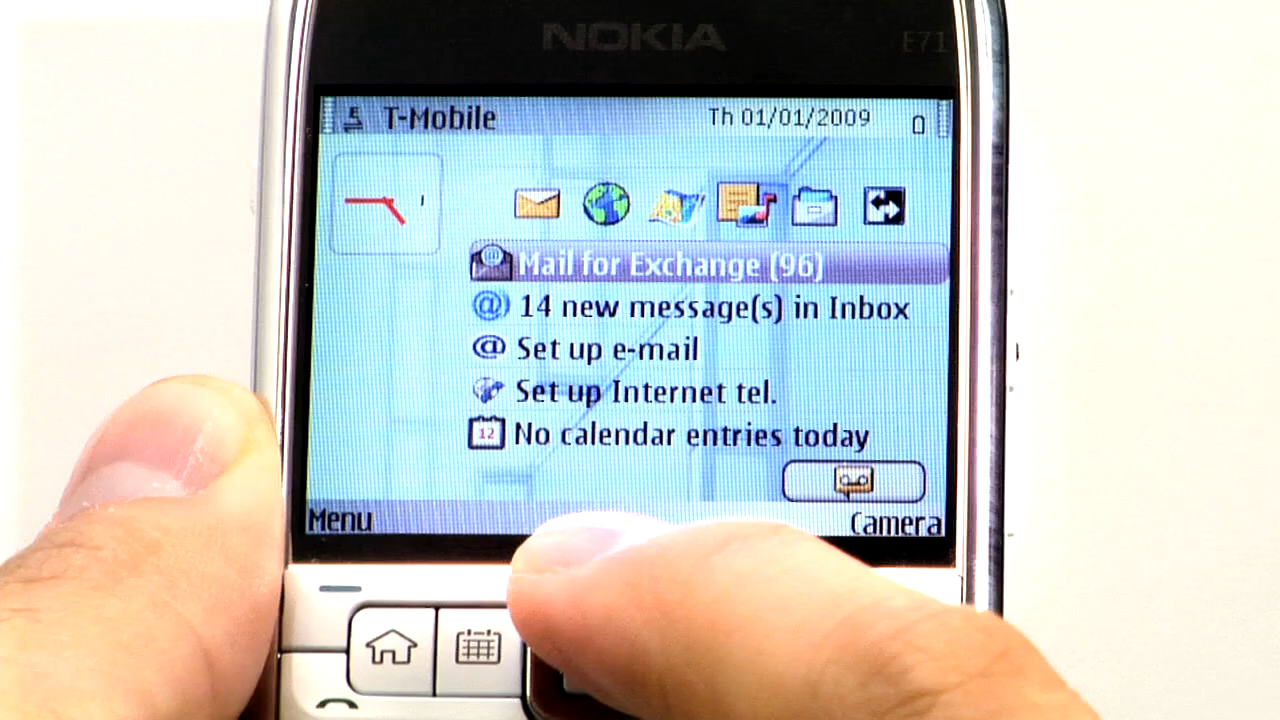 NOKIA
E71
E
T-Mobile
Th 01/01/2009
Mail for Exchange (96)
@ 14 new message(s) in Inbox
@ Set up e-mail
Set up Internet tel.
12 No calendar entries today
Menu
Camera